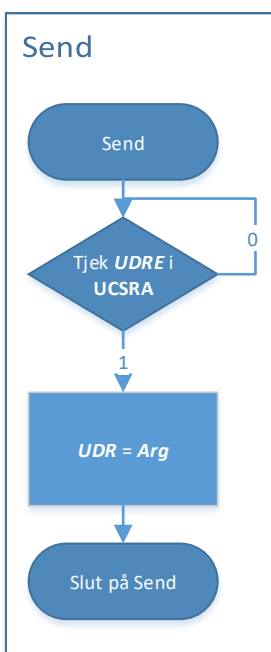 Send
Send
0
Tjek UDRE i
UCSRA
1
UDR = Arg
Slut på Send